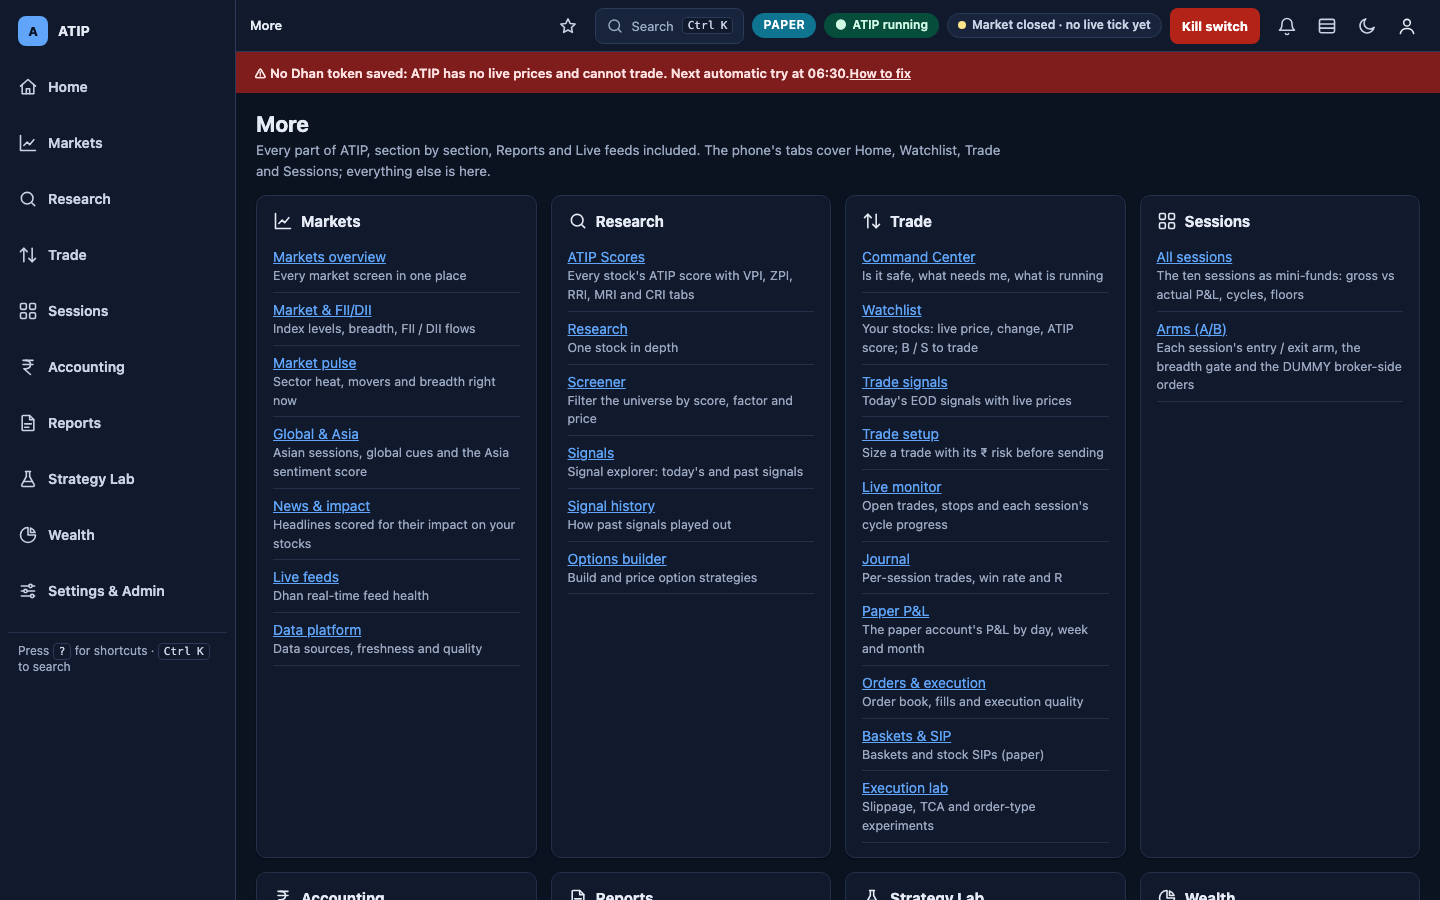 A ATIP
Home
Markets
Research
Trade
Sessions
Accounting
Reports
Strategy Lab
Wealth
Settings & Admin
Press ? for shortcuts · Ctrl K
to search
More
Search Ctrl K
PAPER
ATIP running
Market closed · no live tick yet
Kill switch
⚠ No Dhan token saved: ATIP has no live prices and cannot trade. Next automatic try at 06:30.How to fix
More
Every part of ATIP, section by section, Reports and Live feeds included. The phone's tabs cover Home, Watchlist, Trade
and Sessions; everything else is here.
Markets
Markets overview
Every market screen in one place
Market & FII/DII
Index levels, breadth, FII / DII flows
Market pulse
Sector heat, movers and breadth right
now
Global & Asia
Asian sessions, global cues and the Asia
sentiment score
News & impact
Headlines scored for their impact on your
stocks
Live feeds
Dhan real-time feed health
Data platform
Data sources, freshness and quality
Research
ATIP Scores
Every stock's ATIP score with VPI, ZPI,
RRI, MRI and CRI tabs
Research
One stock in depth
Screener
Filter the universe by score, factor and
price
Signals
Signal explorer: today's and past signals
Signal history
How past signals played out
Options builder
Build and price option strategies
Trade
Command Center
Is it safe, what needs me, what is running
Watchlist
Your stocks: live price, change, ATIP
score; B / S to trade
Trade signals
Today's EOD signals with live prices
Trade setup
Size a trade with its ₹ risk before sending
Live monitor
Open trades, stops and each session's
cycle progress
Journal
Per-session trades, win rate and R
Paper P&L
The paper account's P&L by day, week
and month
Orders & execution
Order book, fills and execution quality
Baskets & SIP
Baskets and stock SIPs (paper)
Execution lab
Slippage, TCA and order-type
experiments
Sessions
All sessions
The ten sessions as mini-funds: gross vs
actual P&L, cycles, floors
Arms (A/B)
Each session's entry / exit arm, the
breadth gate and the DUMMY broker-side
orders
Accounting
Reports
Strategy Lab
Wealth